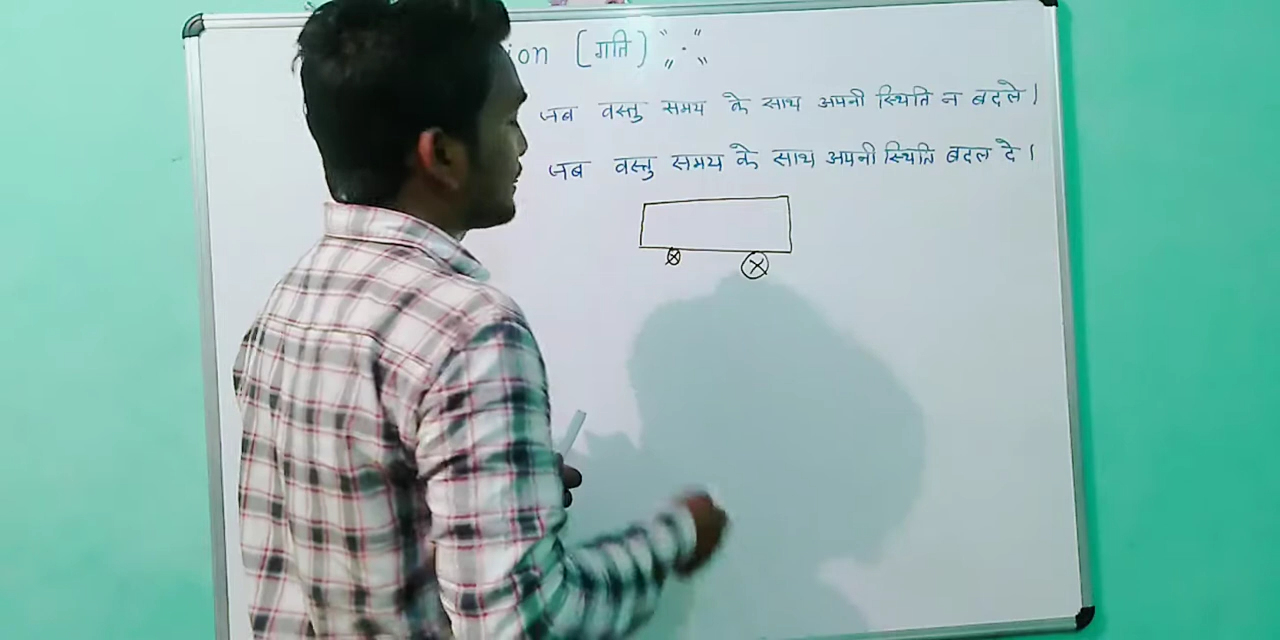 ion [गति)
जब वस्तु समय के साथ अपनी स्थिति न बदले।
जब वस्तु समय के साथ अपनी स्थिति बदल दे।